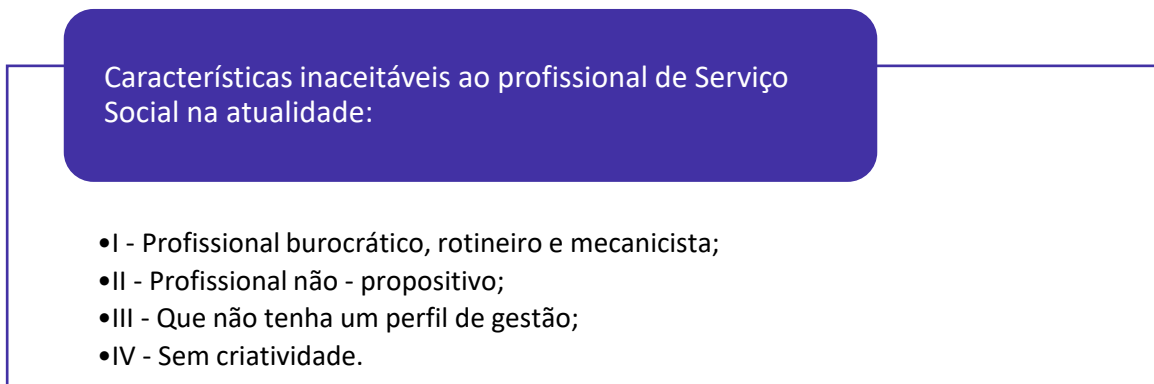 Características inaceitáveis ao profissional de Serviço
Social na atualidade:
•I - Profissional burocrático, rotineiro e mecanicista;
•II - Profissional não - propositivo;
•III - Que não tenha um perfil de gestão;
•IV - Sem criatividade.